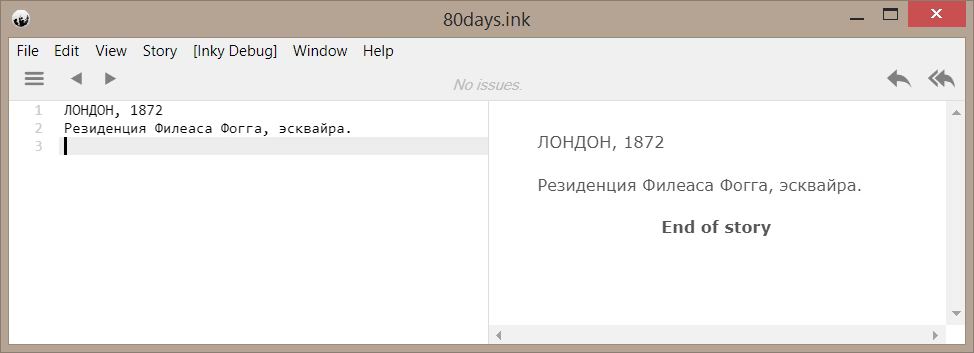 80days.ink
File Edit View Story [Inky Debug] Window Help
No issues.
1 ЛОНДОН, 1872
2 Резиденция Филеаса Фогга, эсквайра.
3
ЛОНДОН, 1872
Резиденция Филеаса Фогга, эсквайра.
End of story